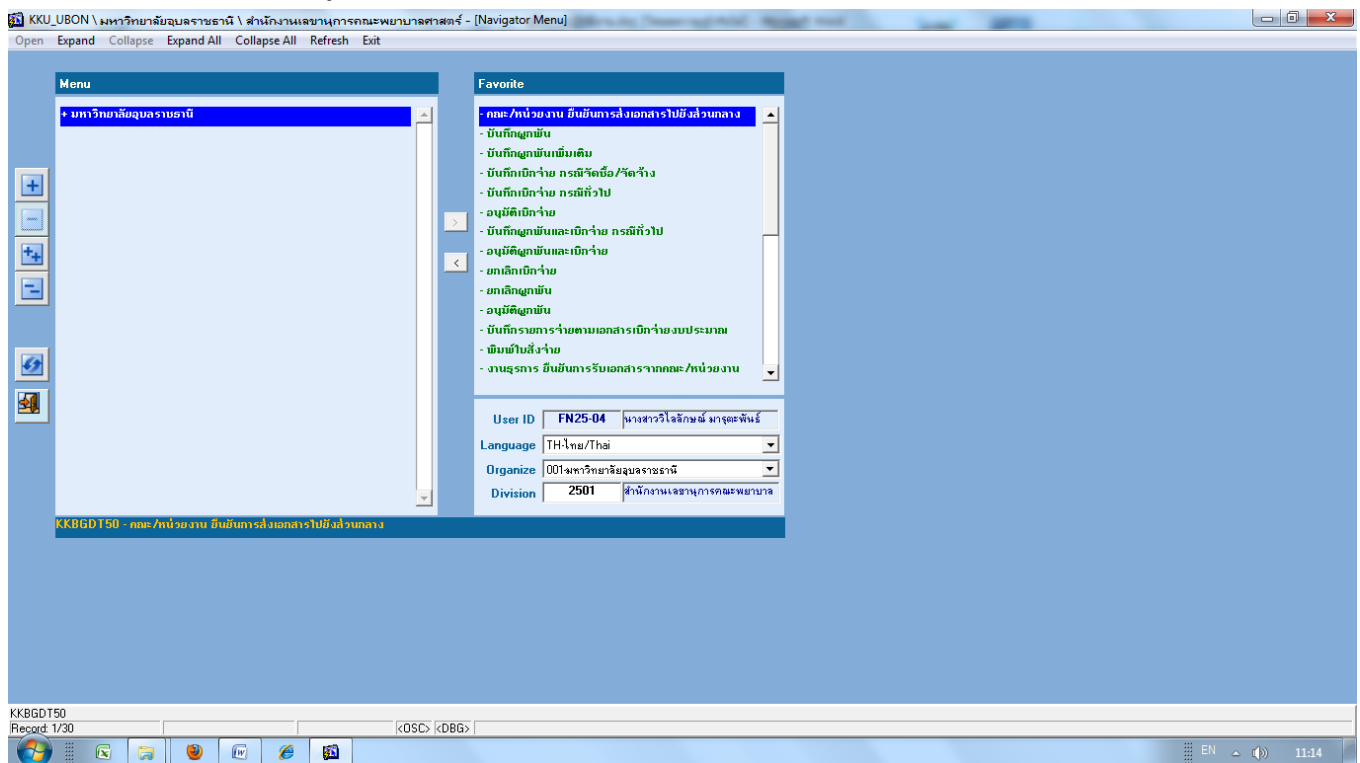 KKU_UBON \ มหาวิทยาลัยอุบลราชธานี \ สำนักงานเลขานุการคณะพยาบาลศาสตร์ - [Navigator Menu]
Open Expand Collapse Expand All Collapse All Refresh Exit
Menu
+ มหาวิทยาลัยอุบลราชธานี
Favorite
- คณะ/หน่วยงาน ยืนยันการส่งเอกสารไปยังส่วนกลาง
- บันทึกผูกพัน
- บันทึกผูกพันเพิ่มเติม
- บันทึกเบิกจ่าย กรณีจัดซื้อ/จัดจ้าง
- บันทึกเบิกจ่าย กรณีทั่วไป
- อนุมัติเบิกจ่าย
- บันทึกผูกพันและเบิกจ่าย กรณีทั่วไป
- อนุมัติผูกพันและเบิกจ่าย
- ยกเลิกเบิกจ่าย
- ยกเลิกผูกพัน
- อนุมัติผูกพัน
- บันทึกรายการจ่ายตามเอกสารเบิกจ่ายงบประมาณ
- พิมพ์ใบสั่งจ่าย
- งานธุรการ ยืนยันการรับเอกสารจากคณะ/หน่วยงาน
User ID FN25-04 นางสาววิไลลักษณ์ มารุตะพันธ์
Language TH-ไทย/Thai
Organize 001-มหาวิทยาลัยอุบลราชธานี
Division 2501 สำนักงานเลขานุการคณะพยาบาล
KKBGDT50 - คณะ/หน่วยงาน ยืนยันการส่งเอกสารไปยังส่วนกลาง
KKBGDT50
Record: 1/30 <OSC> <DBG>
EN 11:14